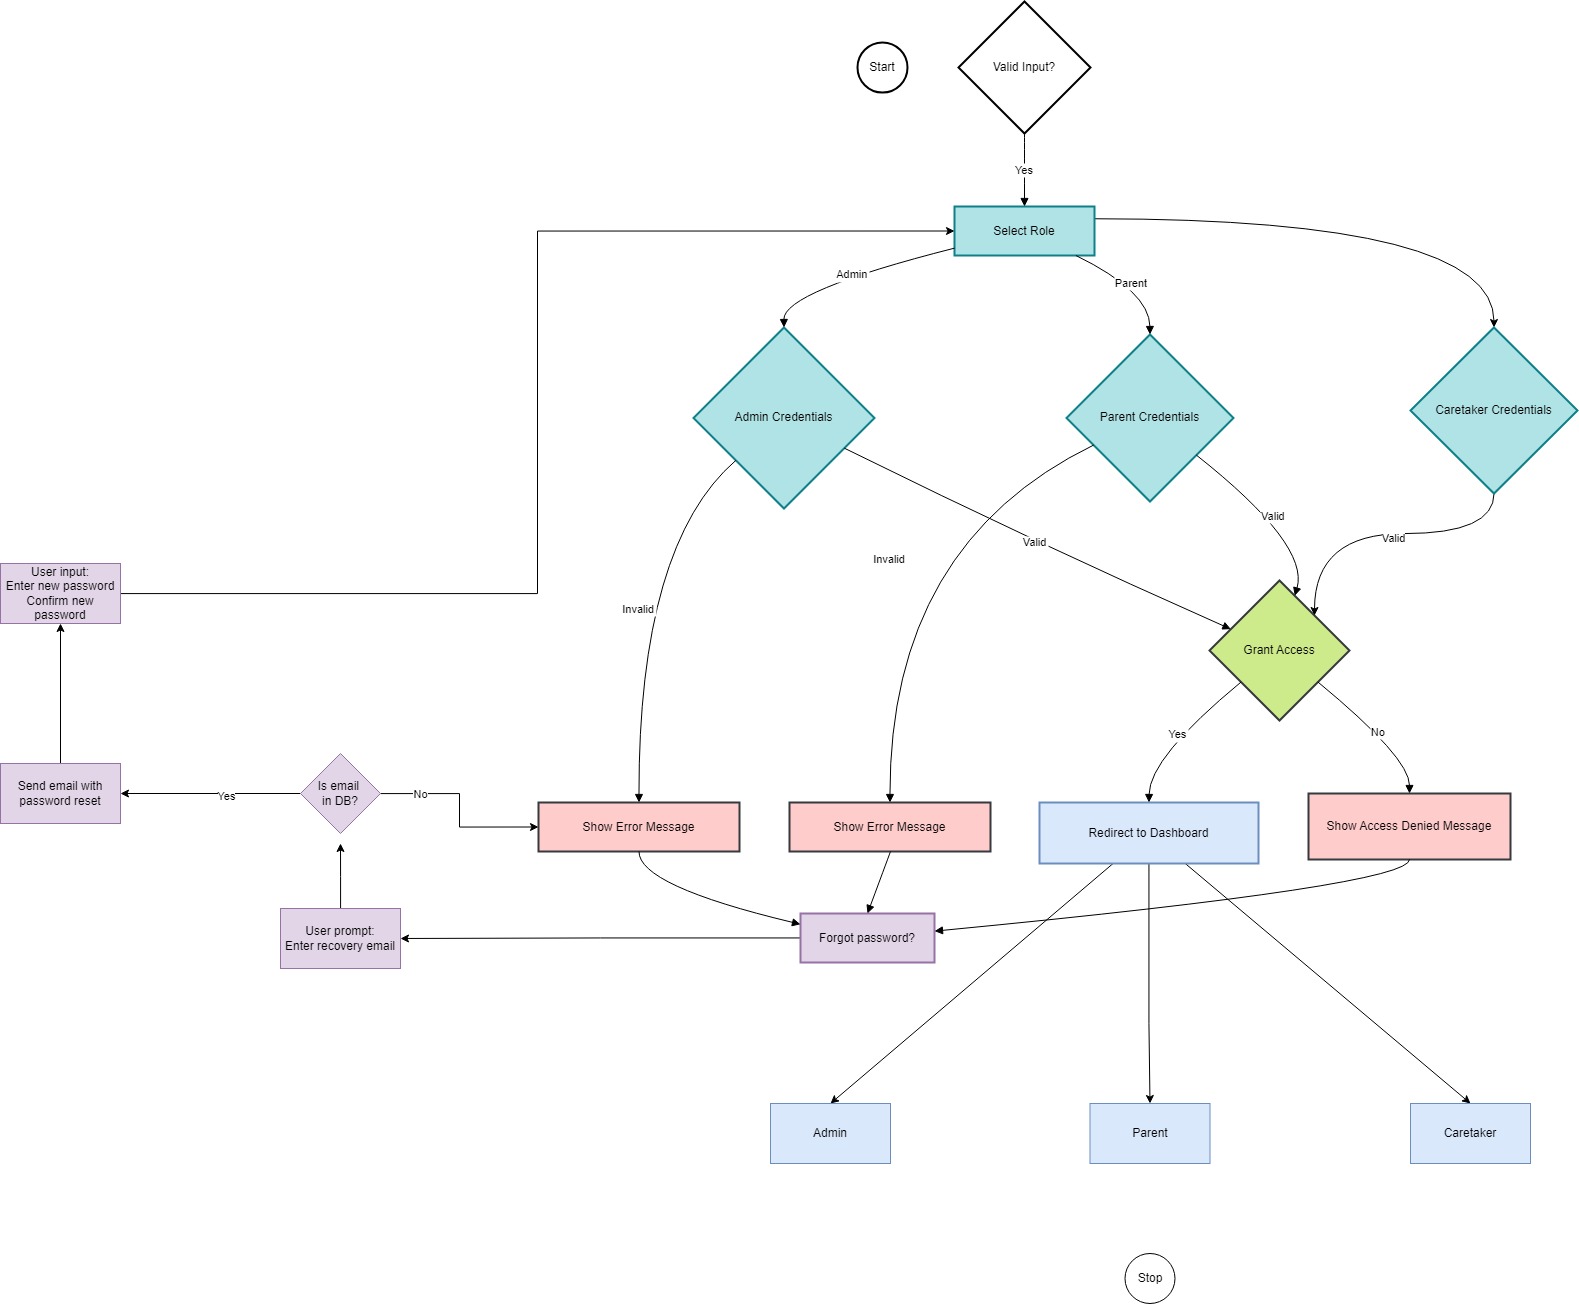 Start
Valid Input?
Yes
Select Role
Admin
Parent
Admin Credentials
Parent Credentials
Caretaker Credentials
Valid
Valid
Valid
Invalid
Invalid
User input:
Enter new password
Confirm new
password
Grant Access
Yes
No
Send email with
password reset
Yes
Is email
in DB?
No
Show Error Message
Show Error Message
Redirect to Dashboard
Show Access Denied Message
User prompt:
Enter recovery email
Forgot password?
Admin
Parent
Caretaker
Stop